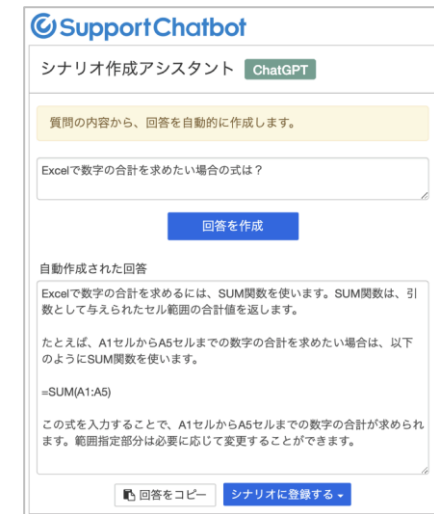 SupportChatbot
シナリオ作成アシスタント ChatGPT
質問の内容から、回答を自動的に作成します。
Excelで数字の合計を求めたい場合の式は？
回答を作成
自動作成された回答
Excelで数字の合計を求めるには、SUM関数を使います。SUM関数は、引
数として与えられたセル範囲の合計値を返します。
たとえば、A1セルからA5セルまでの数字の合計を求めたい場合は、以下
のようにSUM関数を使います。
=SUM(A1:A5)
この式を入力することで、A1セルからA5セルまでの数字の合計が求められ
ます。範囲指定部分は必要に応じて変更することができます。
回答をコピー シナリオに登録する